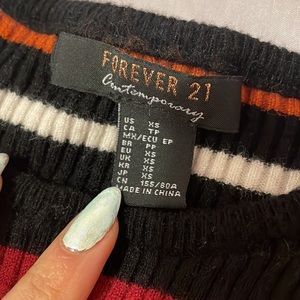 FOREVER 21
Contemporary
US XS
CA TP
MX/ECU EP
BR PP
EU XS
UK XS
KR XS
JP XS
CN 155/80A
MADE IN CHINA